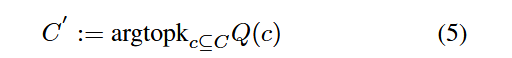 C′ := argtopk_{c⊆C} Q(c) (5)